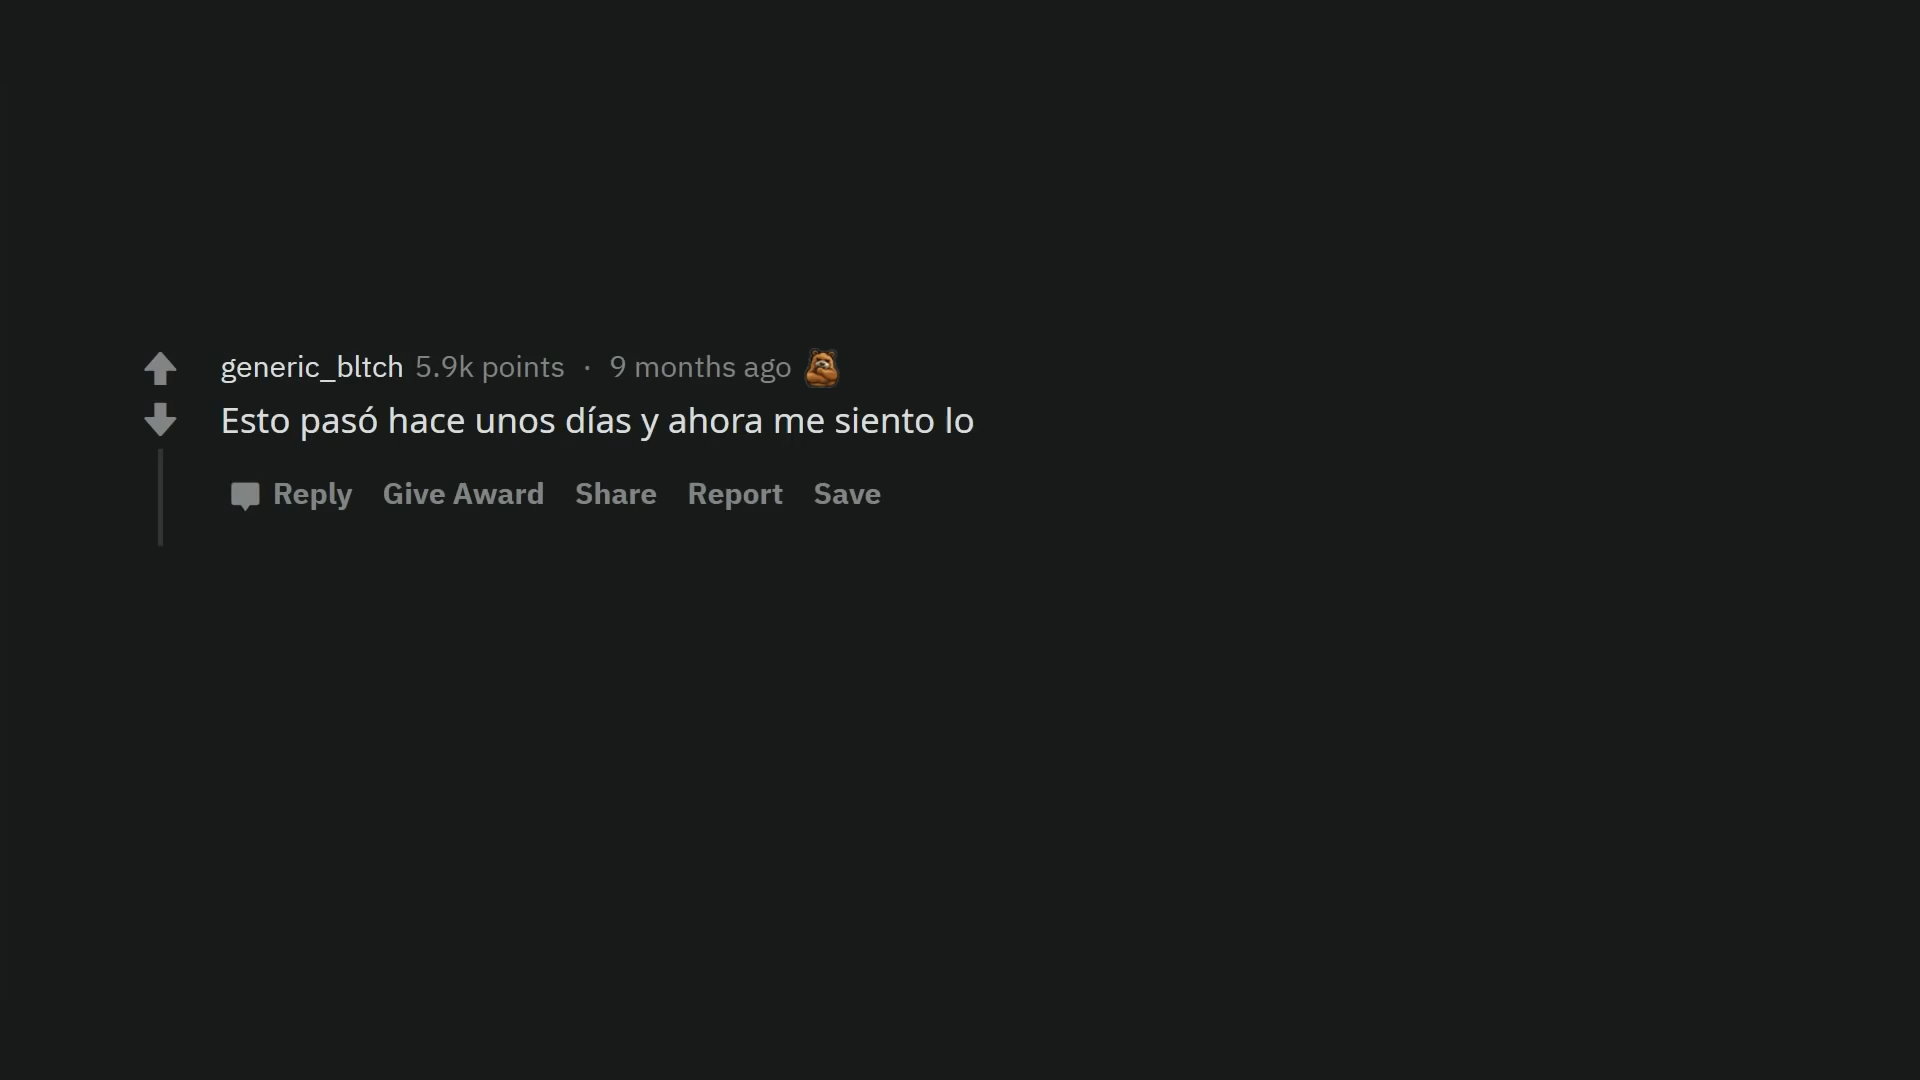 generic_bltch 5.9k points · 9 months ago
Esto pasó hace unos días y ahora me siento lo
Reply Give Award Share Report Save